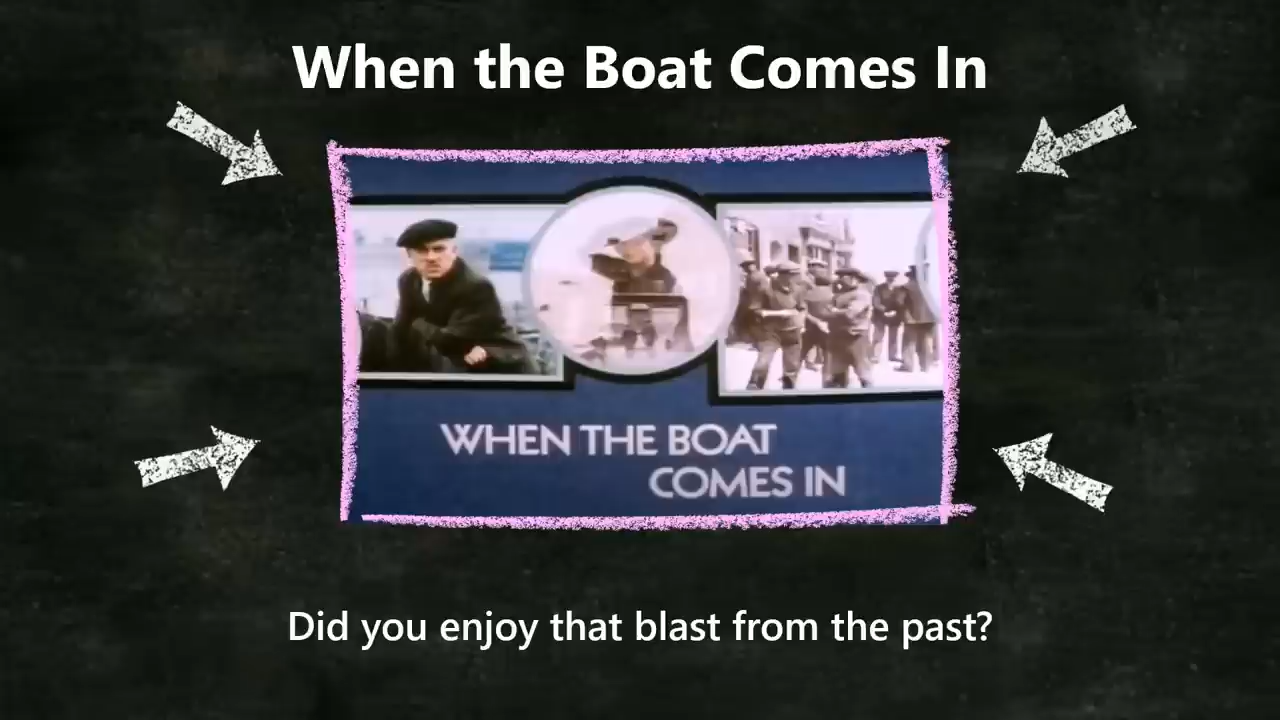 When the Boat Comes In
WHEN THE BOAT
COMES IN
Did you enjoy that blast from the past?